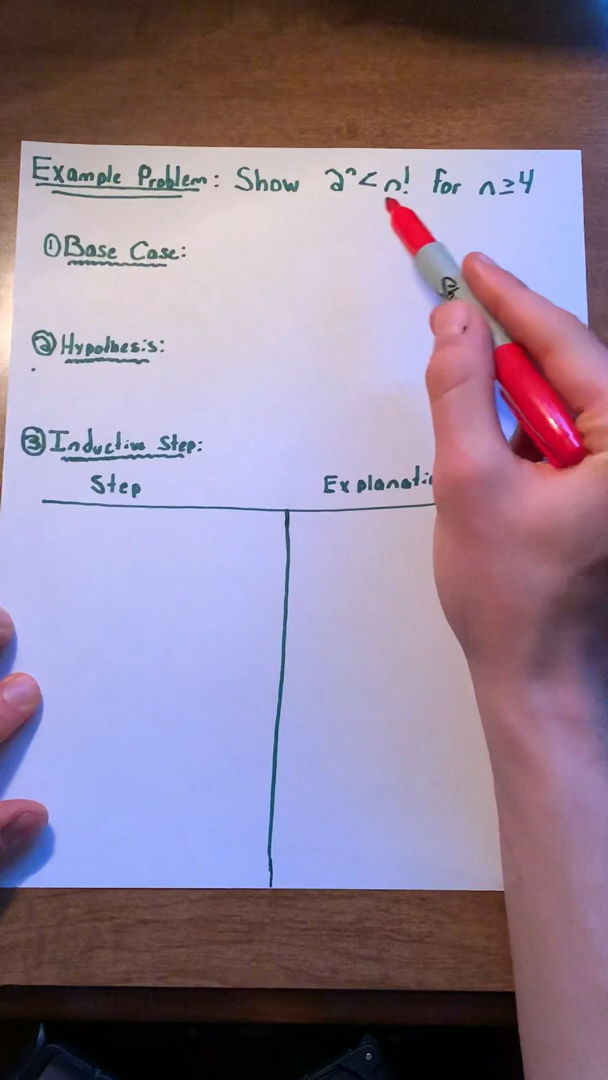 Example Problem: Show 2ⁿ < n! for n ≥ 4
① Base Case:
② Hypothesis:
③ Inductive Step:
Step